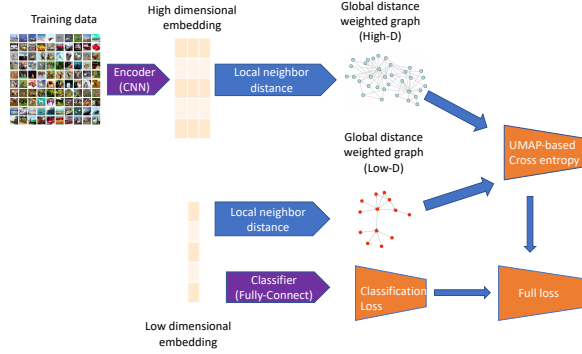 Training data
High dimensional
embedding
Global distance
weighted graph
(High-D)
Encoder
(CNN)
Local neighbor
distance
Global distance
weighted graph
(Low-D)
UMAP-based
Cross entropy
Local neighbor
distance
Classifier
(Fully-Connect)
Classification
Loss
Full loss
Low dimensional
embedding